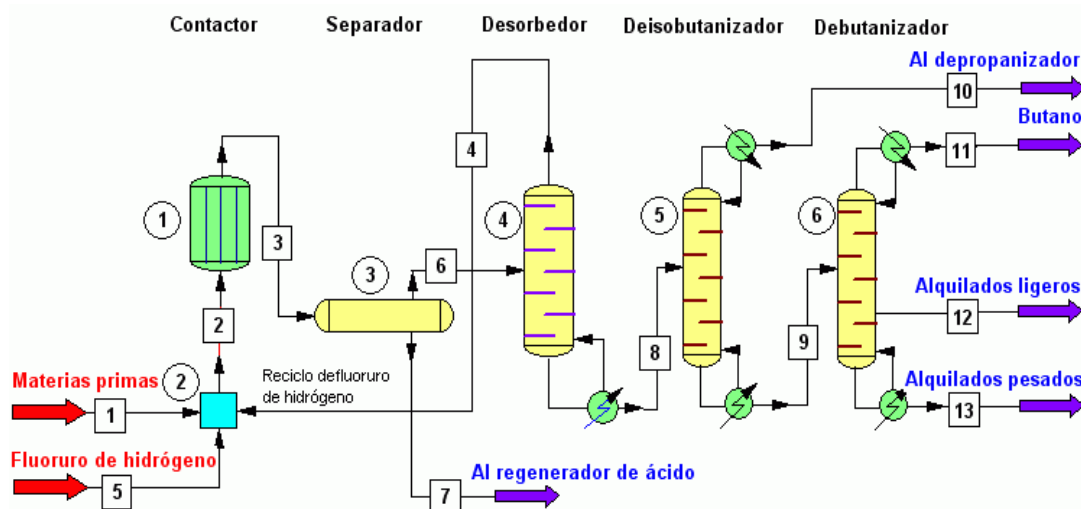 Contactor
Separador
Desorbedor
Deisobutanizador
Debutanizador
Al depropanizador
10
Butano
11
4
1
3
4
5
6
3
6
2
8
9
Alquilados ligeros
12
Materias primas
1
2
Reciclo defluoruro
de hidrógeno
Alquilados pesados
13
Fluoruro de hidrógeno
5
7
Al regenerador de ácido